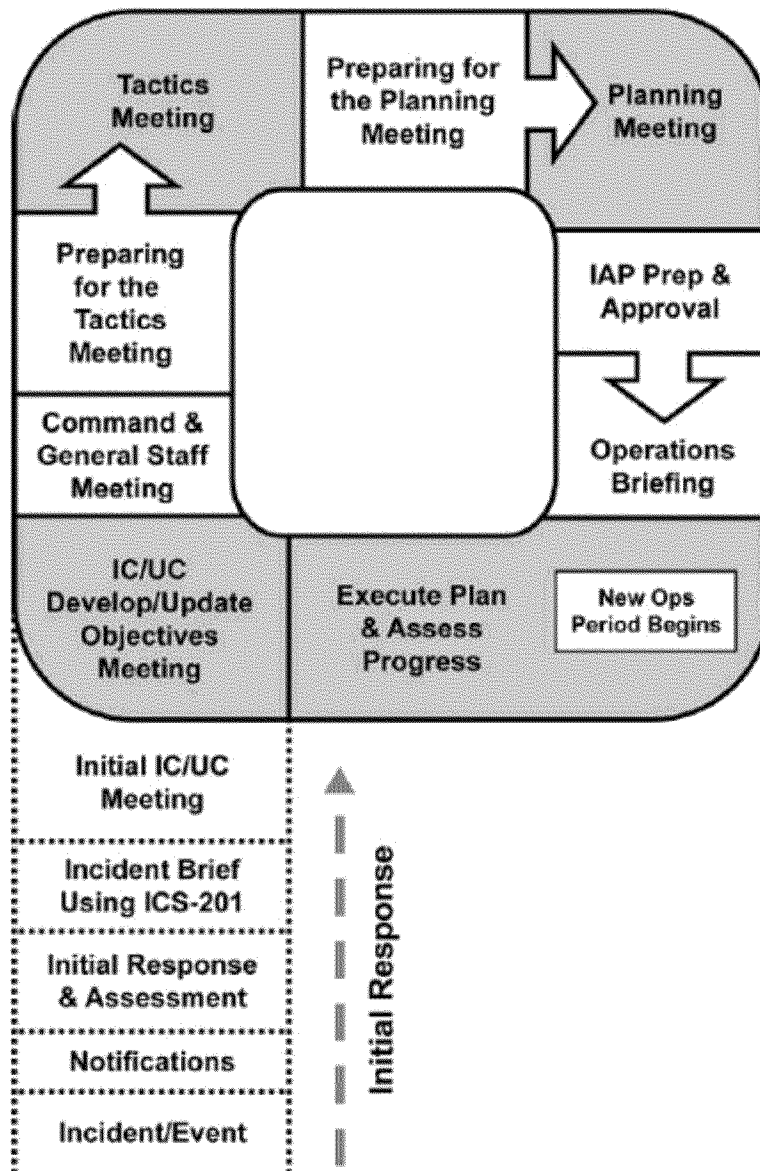 Tactics
Meeting
Preparing for
the Planning
Meeting
Planning
Meeting
Preparing
for the
Tactics
Meeting
IAP Prep &
Approval
Command &
General Staff
Meeting
Operations
Briefing
IC/UC
Develop/Update
Objectives
Meeting
Execute Plan
& Assess
Progress
New Ops
Period Begins
Initial IC/UC
Meeting
Incident Brief
Using ICS-201
Initial Response
& Assessment
Notifications
Incident/Event
Initial Response